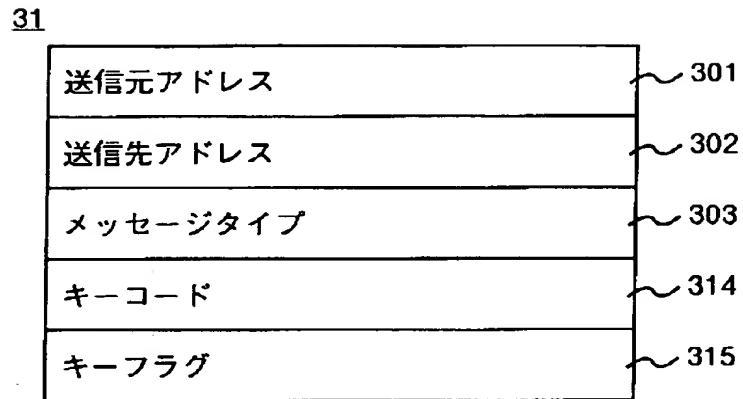 31
送信元アドレス 301
送信先アドレス 302
メッセージタイプ 303
キーコード 314
キーフラグ 315